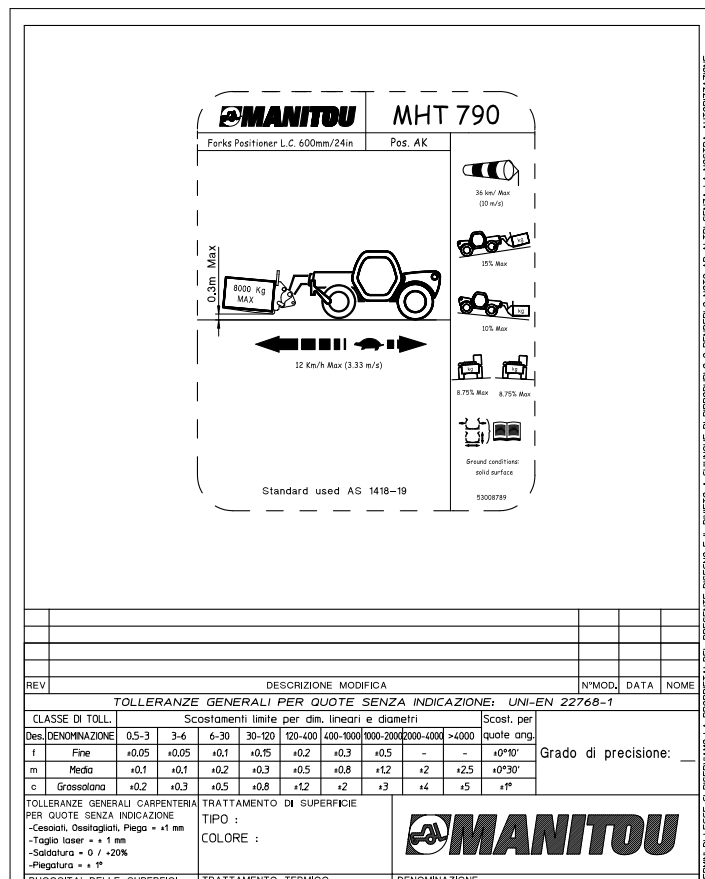 MANITOU
MHT 790
Forks Positioner L.C. 600mm/24in
Pos. AK
36 km/ Max
(10 m/s)
kg
15% Max
0.3m Max
8000 Kg
MAX
kg
10% Max
12 Km/h Max (3.33 m/s)
kg kg
8.75% Max 8.75% Max
Ground conditions:
solid surface
Standard used AS 1418-19
53008789
REV DESCRIZIONE MODIFICA N°MOD. DATA NOME
TOLLERANZE GENERALI PER QUOTE SENZA INDICAZIONE: UNI-EN 22768-1
CLASSE DI TOLL. Scostamenti limite per dim. lineari e diametri Scost. per
Des. DENOMINAZIONE 0.5-3 3-6 6-30 30-120 120-400 400-1000 1000-2000 2000-4000 >4000 quote ang.
f Fine ±0.05 ±0.05 ±0.1 ±0.15 ±0.2 ±0.3 ±0.5 - - ±0°10'
Grado di precisione: __
m Media ±0.1 ±0.1 ±0.2 ±0.3 ±0.5 ±0.8 ±1.2 ±2 ±2.5 ±0°30'
c Grossolana ±0.2 ±0.3 ±0.5 ±0.8 ±1.2 ±2 ±3 ±4 ±5 ±1°
TOLLERANZE GENERALI CARPENTERIA
PER QUOTE SENZA INDICAZIONE
-Cesoiati, Ossitagliati, Piega = ±1 mm
-Taglio laser = ± 1 mm
-Saldatura = 0 / +20%
-Piegatura = ± 1°
TRATTAMENTO DI SUPERFICIE
TIPO :
COLORE :
MANITOU
TRATTAMENTO TERMICO
DENOMINAZIONE